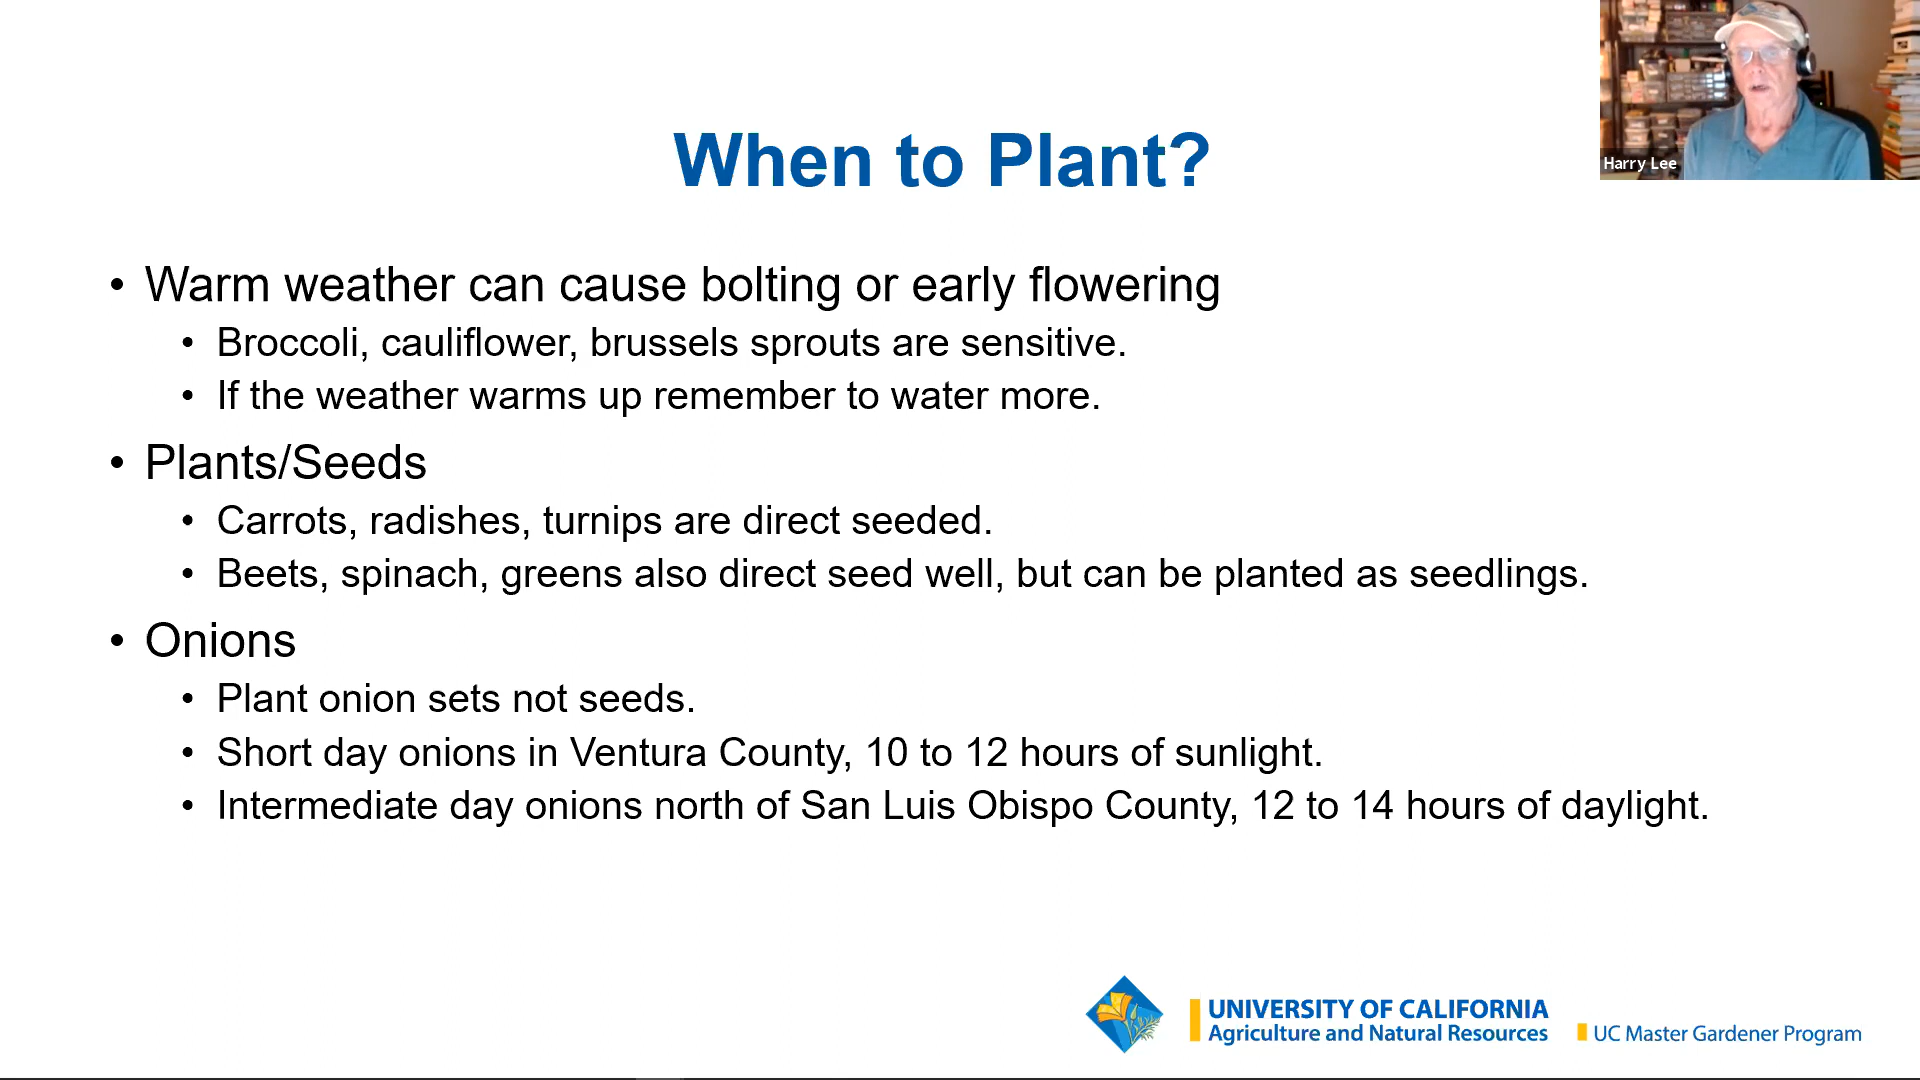 Harry Lee
When to Plant?
• Warm weather can cause bolting or early flowering
• Broccoli, cauliflower, brussels sprouts are sensitive.
• If the weather warms up remember to water more.
• Plants/Seeds
• Carrots, radishes, turnips are direct seeded.
• Beets, spinach, greens also direct seed well, but can be planted as seedlings.
• Onions
• Plant onion sets not seeds.
• Short day onions in Ventura County, 10 to 12 hours of sunlight.
• Intermediate day onions north of San Luis Obispo County, 12 to 14 hours of daylight.
UNIVERSITY OF CALIFORNIA
Agriculture and Natural Resources
UC Master Gardener Program